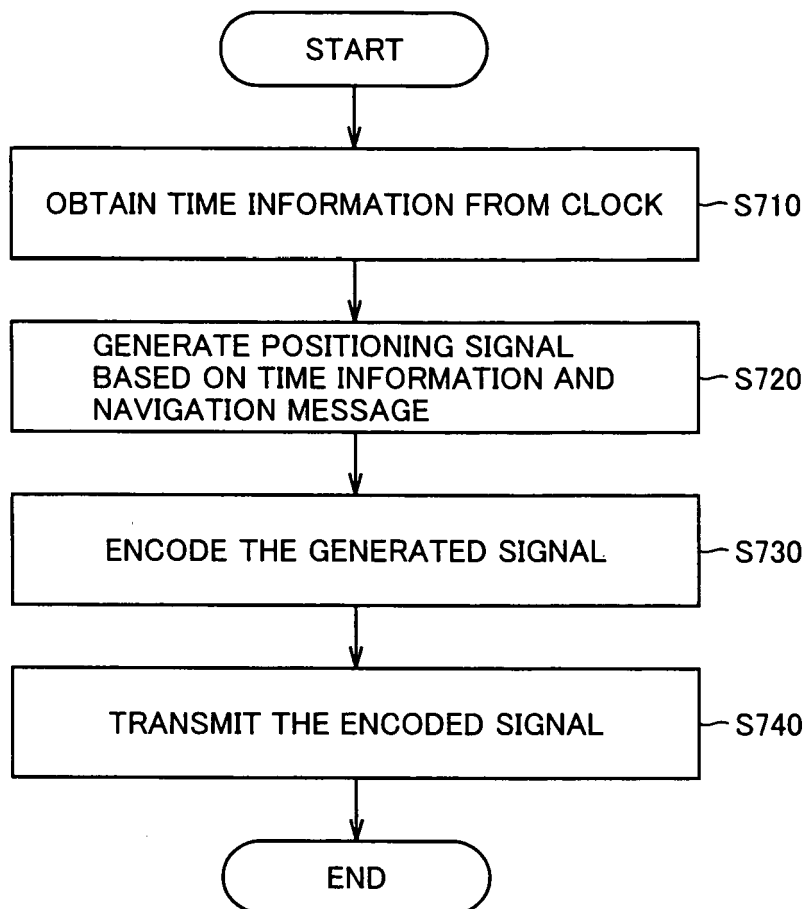 START
OBTAIN TIME INFORMATION FROM CLOCK
S710
GENERATE POSITIONING SIGNAL
BASED ON TIME INFORMATION AND
NAVIGATION MESSAGE
S720
ENCODE THE GENERATED SIGNAL
S730
TRANSMIT THE ENCODED SIGNAL
S740
END